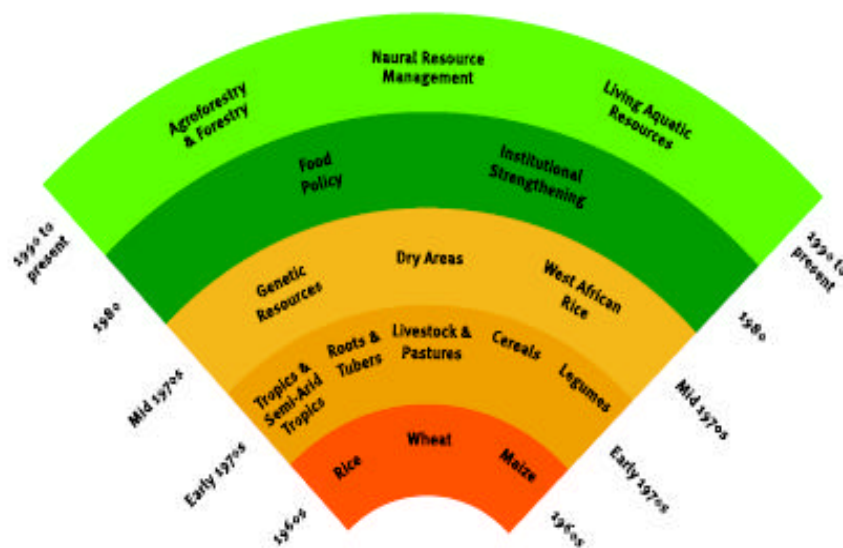 Agroforestry
& Forestry
Naural Resource
Management
Living Aquatic
Resources
Food
Policy
Institutional
Strengthening
Genetic
Resources
Dry Areas
West African
Rice
Tropics &
Semi-Arid
Tropics
Roots &
Tubers
Livestock &
Pastures
Cereals
Legumes
Rice
Wheat
Maize
1990 to
present
1980
Mid 1970s
Early 1970s
1960s
1990 to
present
1980
Mid 1970s
Early 1970s
1960s